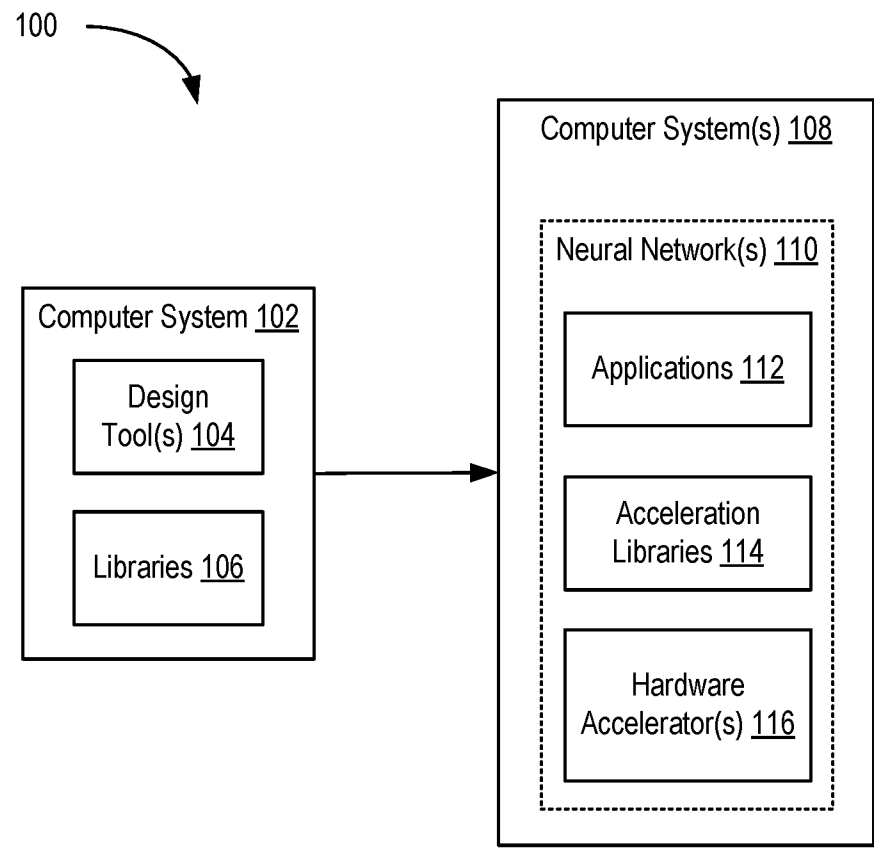 100
Computer System(s) 108
Neural Network(s) 110
Computer System 102
Applications 112
Design
Tool(s) 104
Acceleration
Libraries 114
Libraries 106
Hardware
Accelerator(s) 116